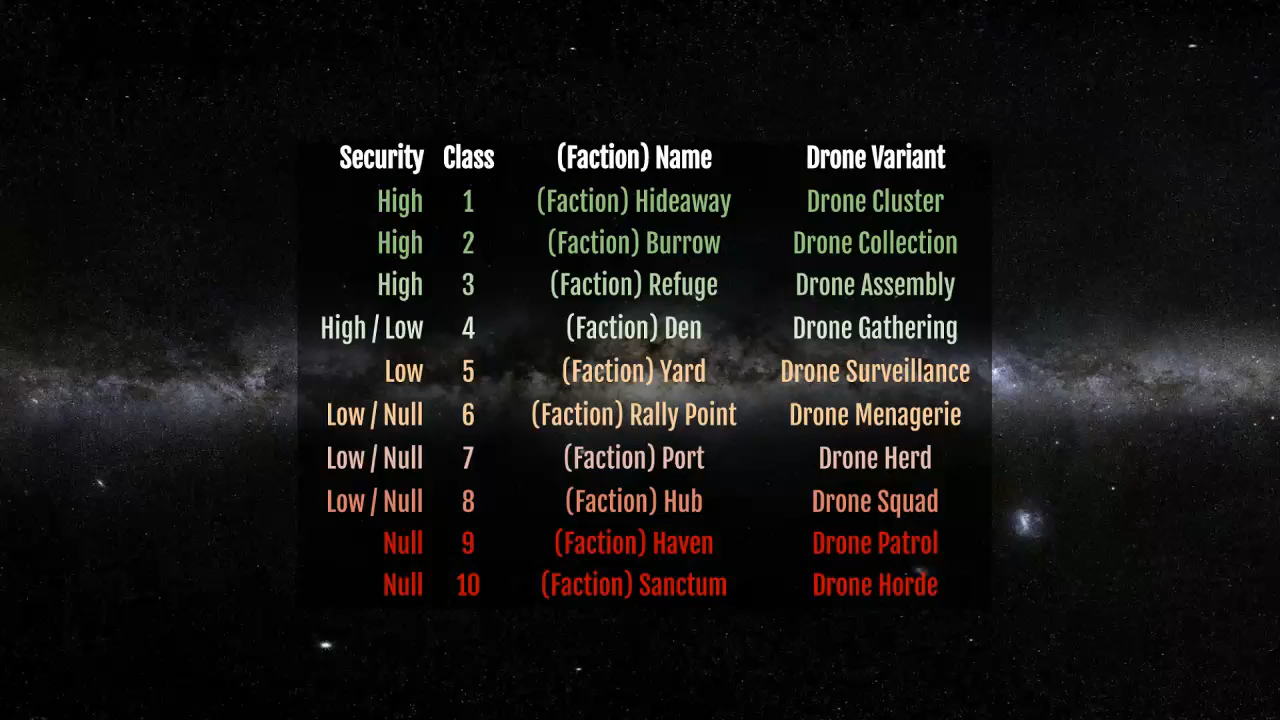 Security Class (Faction) Name Drone Variant
High 1 (Faction) Hideaway Drone Cluster
High 2 (Faction) Burrow Drone Collection
High 3 (Faction) Refuge Drone Assembly
High / Low 4 (Faction) Den Drone Gathering
Low 5 (Faction) Yard Drone Surveillance
Low / Null 6 (Faction) Rally Point Drone Menagerie
Low / Null 7 (Faction) Port Drone Herd
Low / Null 8 (Faction) Hub Drone Squad
Null 9 (Faction) Haven Drone Patrol
Null 10 (Faction) Sanctum Drone Horde